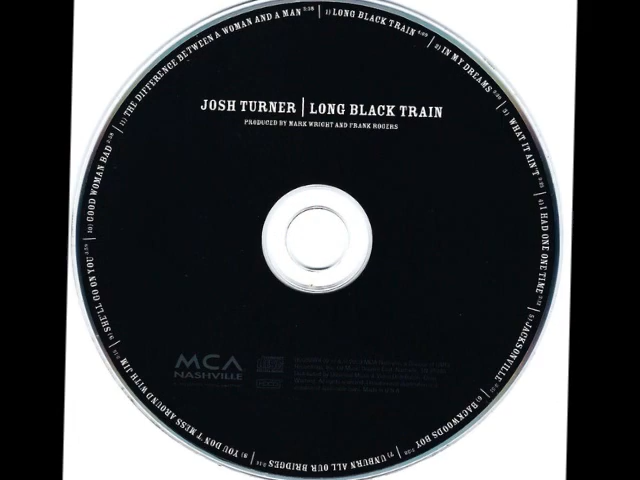 JOSH TURNER | LONG BLACK TRAIN
PRODUCED BY MARK WRIGHT AND FRANK ROGERS
1) LONG BLACK TRAIN
2) IN MY DREAMS
3) WHAT IT AIN'T
4) I HAD ONE ONE TIME
5) JACKSONVILLE
6) BACKWOODS BOY
7) UNBURN ALL OUR BRIDGES
8) YOU DON'T MESS AROUND WITH JIM
9) SHE'LL GO ON YOU
10) GOOD WOMAN BAD
11) THE DIFFERENCE BETWEEN A WOMAN AND A MAN
MCA
NASHVILLE